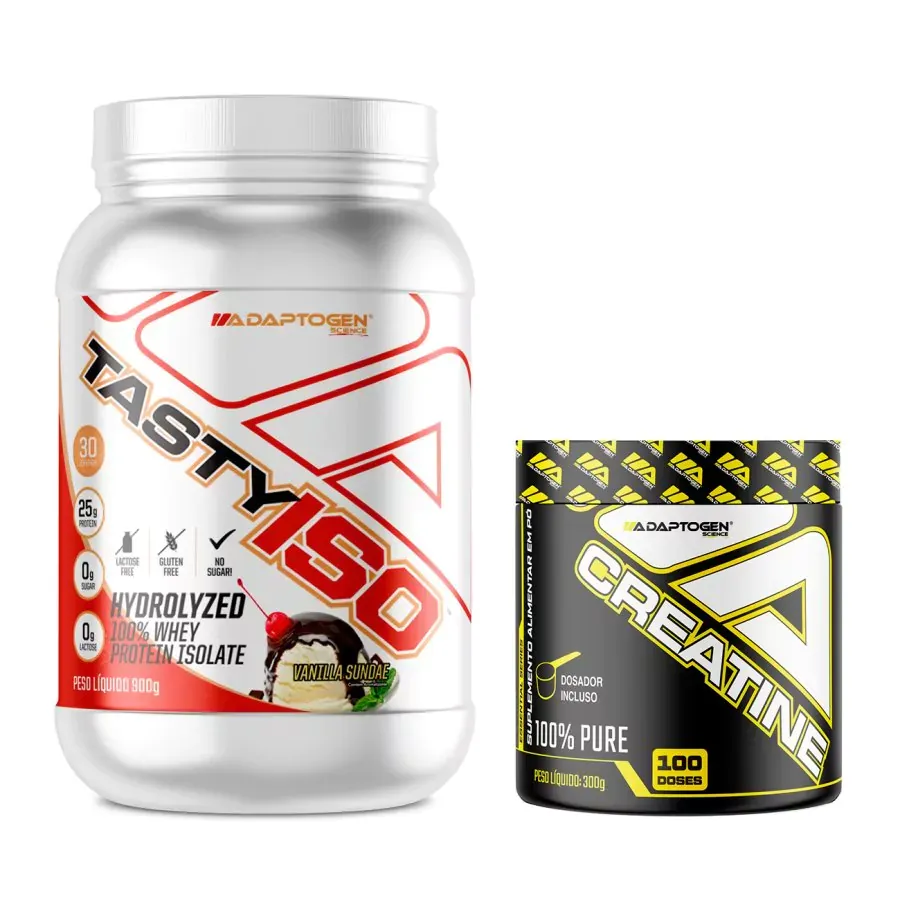 ADAPTOGEN®
SCIENCE
TASTY ISO
30
25g
PROTEIN
0g
SUGAR
0g
LACTOSE
LACTOSE
FREE
GLUTEN
FREE
NO
SUGAR!
HYDROLYZED
100% WHEY
PROTEIN ISOLATE
VANILLA SUNDAE
PESO LÍQUIDO 900g
ADAPTOGEN®
SCIENCE
CREATINE
ESSENTIAL SERIES
SUPLEMENTO ALIMENTAR EM PÓ
DOSADOR
INCLUSO
100% PURE
100
DOSES
PESO LÍQUIDO: 300g